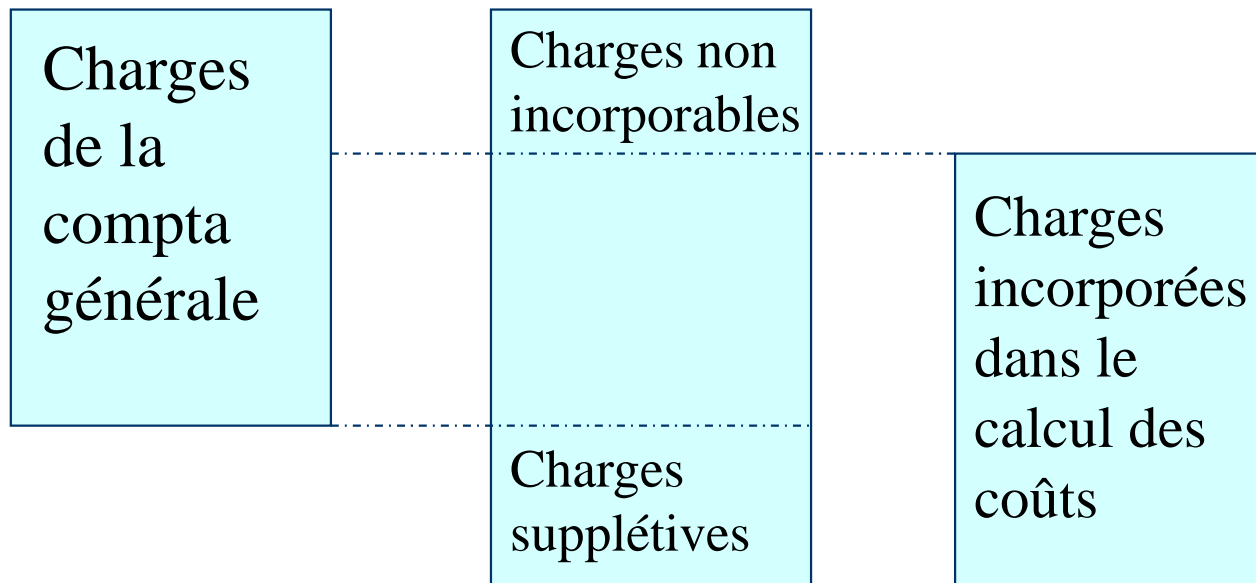 Charges
de la
compta
générale
Charges non
incorporables
Charges
supplétives
Charges
incorporées
dans le
calcul des
coûts